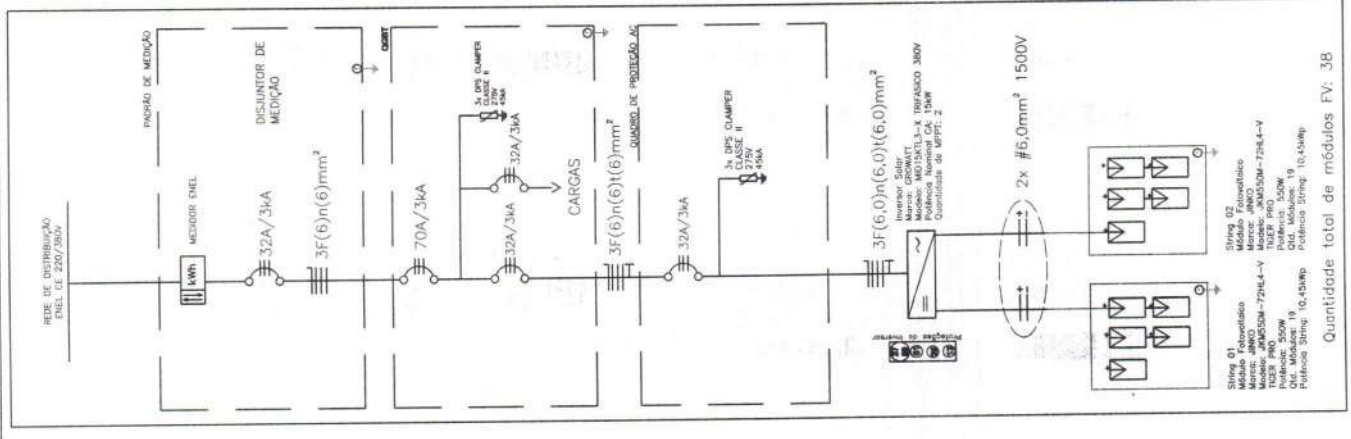 REDE DE DISTRIBUIÇÃO
ENEL CE 220/380V
PADRÃO DE MEDIÇÃO
MEDIDOR ENEL
kWh
DISJUNTOR DE
MEDIÇÃO
32A/3kA
3F(6)n(6)mm²
QGBT
70A/3kA
3x DPS CLAMPER
CLASSE II
275V
45kA
32A/3kA
32A/3kA
CARGAS
3F(6)n(6)t(6)mm²
QUADRO DE PROTEÇÃO AC
32A/3kA
3x DPS CLAMPER
CLASSE II
275V
45kA
3F(6,0)n(6,0)t(6,0)mm²
Inversor Solar
Marca: GROWATT
Modelo: MID15KTL3-X TRIFASICO 380V
Potência Nominal CA: 15kW
Quantidade de MPPT: 2
Proteções do Inversor
2x #6,0mm² 1500V
String 01
Módulo Fotovoltaico
Marca: JINKO
Modelo: JKM550M-72HL4-V
TIGER PRO
Potência: 550W
Qtd. Módulos: 19
Potência String: 10,45kWp
String 02
Módulo Fotovoltaico
Marca: JINKO
Modelo: JKM550M-72HL4-V
TIGER PRO
Potência: 550W
Qtd. Módulos: 19
Potência String: 10,45kWp
Quantidade total de módulos FV: 38